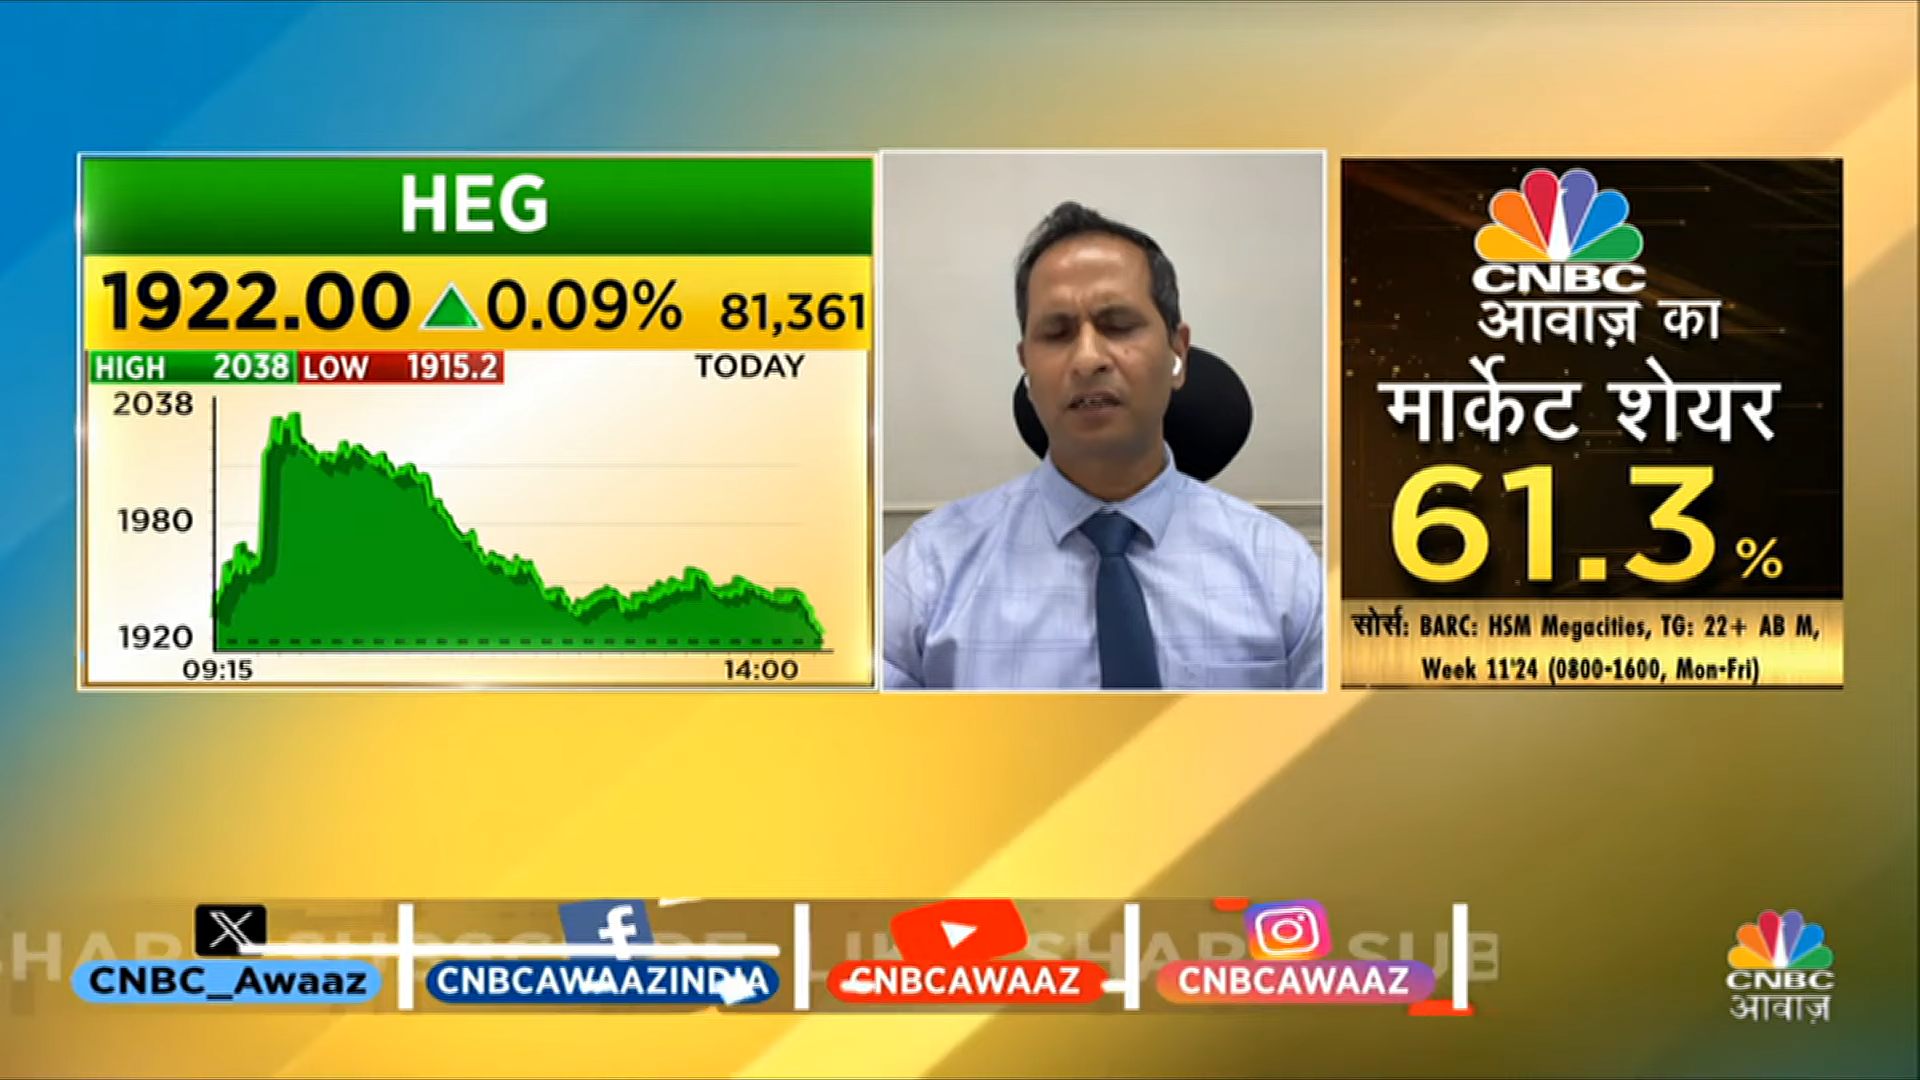 HEG
1922.00 0.09% 81,361
HIGH 2038 LOW 1915.2 TODAY
2038
1980
1920
09:15 14:00
CNBC
आवाज़ का
मार्केट शेयर
61.3 %
सोर्स: BARC: HSM Megacities, TG: 22+ AB M,
Week 11'24 (0800-1600, Mon-Fri)
CNBC_Awaaz
CNBCAWAAZINDIA
CNBCAWAAZ
CNBCAWAAZ
CNBC
आवाज़